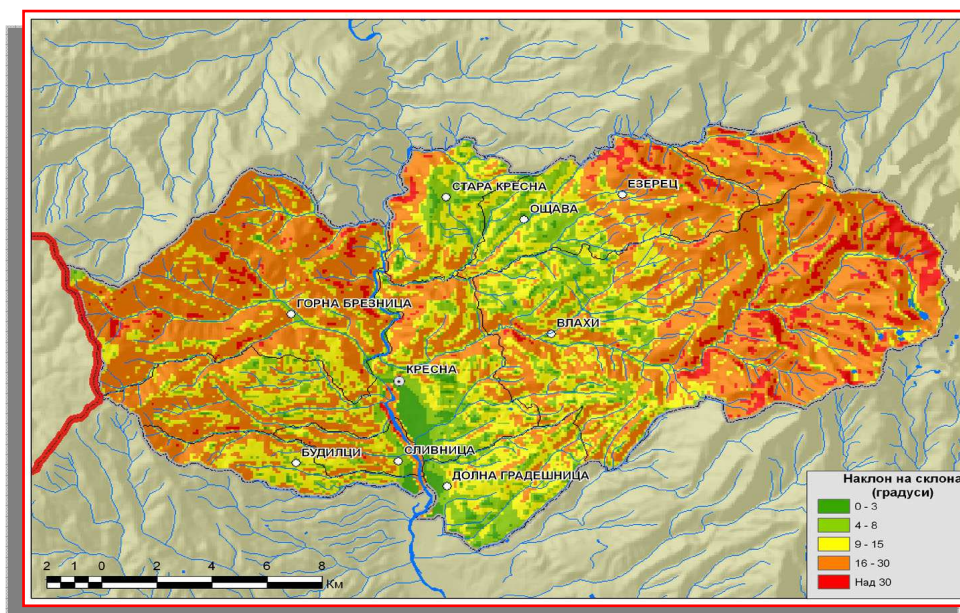 СТАРА КРЕСНА
ЕЗЕРЕЦ
ОЩАВА
ГОРНА БРЕЗНИЦА
ВЛАХИ
КРЕСНА
БУДИЛЦИ
СЛИВНИЦА
ДОЛНА ГРАДЕШНИЦА
Наклон на склона
(градуси)
0 - 3
4 - 8
9 - 15
16 - 30
Над 30
2 1 0 2 4 6 8
Км